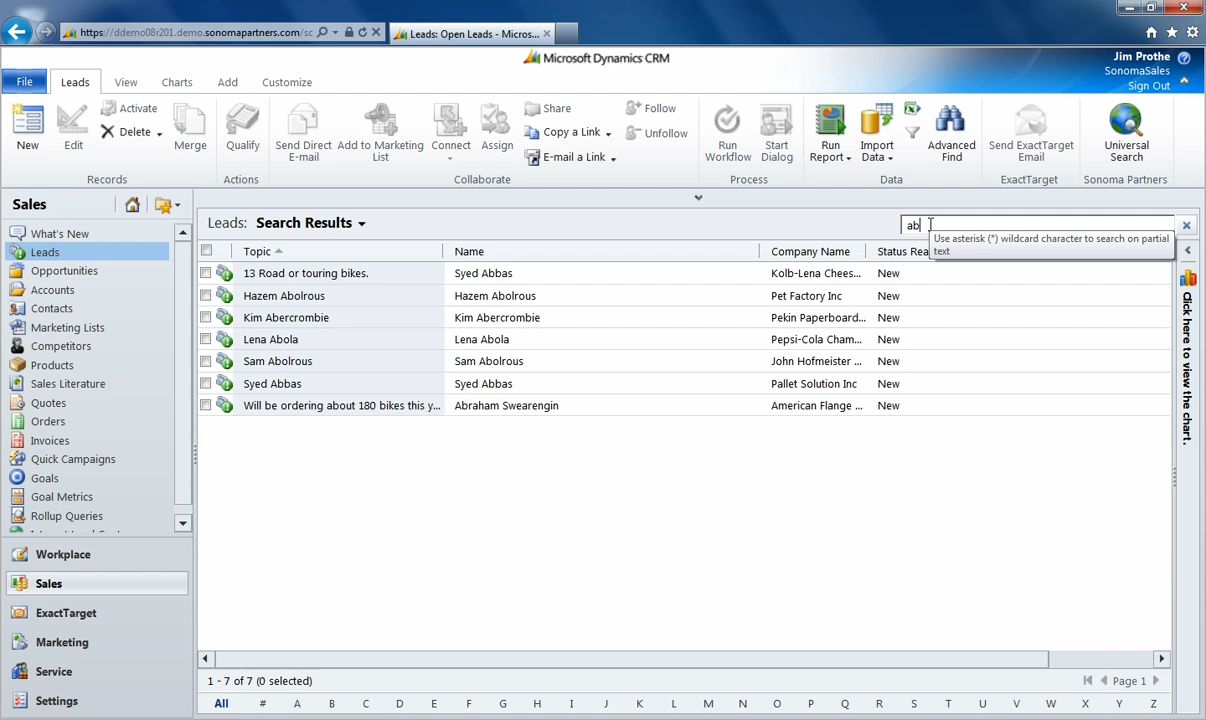 https://ddemo08r201.demo.sonomapartners.com/sc
Leads: Open Leads - Micros...
Microsoft Dynamics CRM
Jim Prothe
SonomaSales
Sign Out
File
Leads
View
Charts
Add
Customize
New
Edit
Activate
Delete
Merge
Records
Qualify
Actions
Send Direct
E-mail
Add to Marketing
List
Connect
Assign
Share
Copy a Link
E-mail a Link
Follow
Unfollow
Collaborate
Run
Workflow
Start
Dialog
Process
Run
Report
Import
Data
Advanced
Find
Data
Send ExactTarget
Email
ExactTarget
Universal
Search
Sonoma Partners
Sales
What's New
Leads
Opportunities
Accounts
Contacts
Marketing Lists
Competitors
Products
Sales Literature
Quotes
Orders
Invoices
Quick Campaigns
Goals
Goal Metrics
Rollup Queries
Workplace
Sales
ExactTarget
Marketing
Service
Settings
Leads: Search Results
ab
Use asterisk (*) wildcard character to search on partial
text
Topic Name Company Name Status Rea
13 Road or touring bikes. Syed Abbas Kolb-Lena Chees... New
Hazem Abolrous Hazem Abolrous Pet Factory Inc New
Kim Abercrombie Kim Abercrombie Pekin Paperboard... New
Lena Abola Lena Abola Pepsi-Cola Cham... New
Sam Abolrous Sam Abolrous John Hofmeister ... New
Syed Abbas Syed Abbas Pallet Solution Inc New
Will be ordering about 180 bikes this y... Abraham Swearengin American Flange ... New
Click here to view the chart.
1 - 7 of 7 (0 selected)
Page 1
All # A B C D E F G H I J K L M N O P Q R S T U V W X Y Z